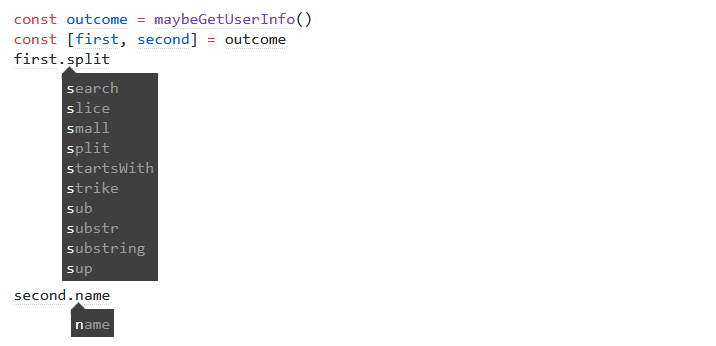 const outcome = maybeGetUserInfo()
const [first, second] = outcome
first.split
search
slice
small
split
startsWith
strike
sub
substr
substring
sup
second.name
name